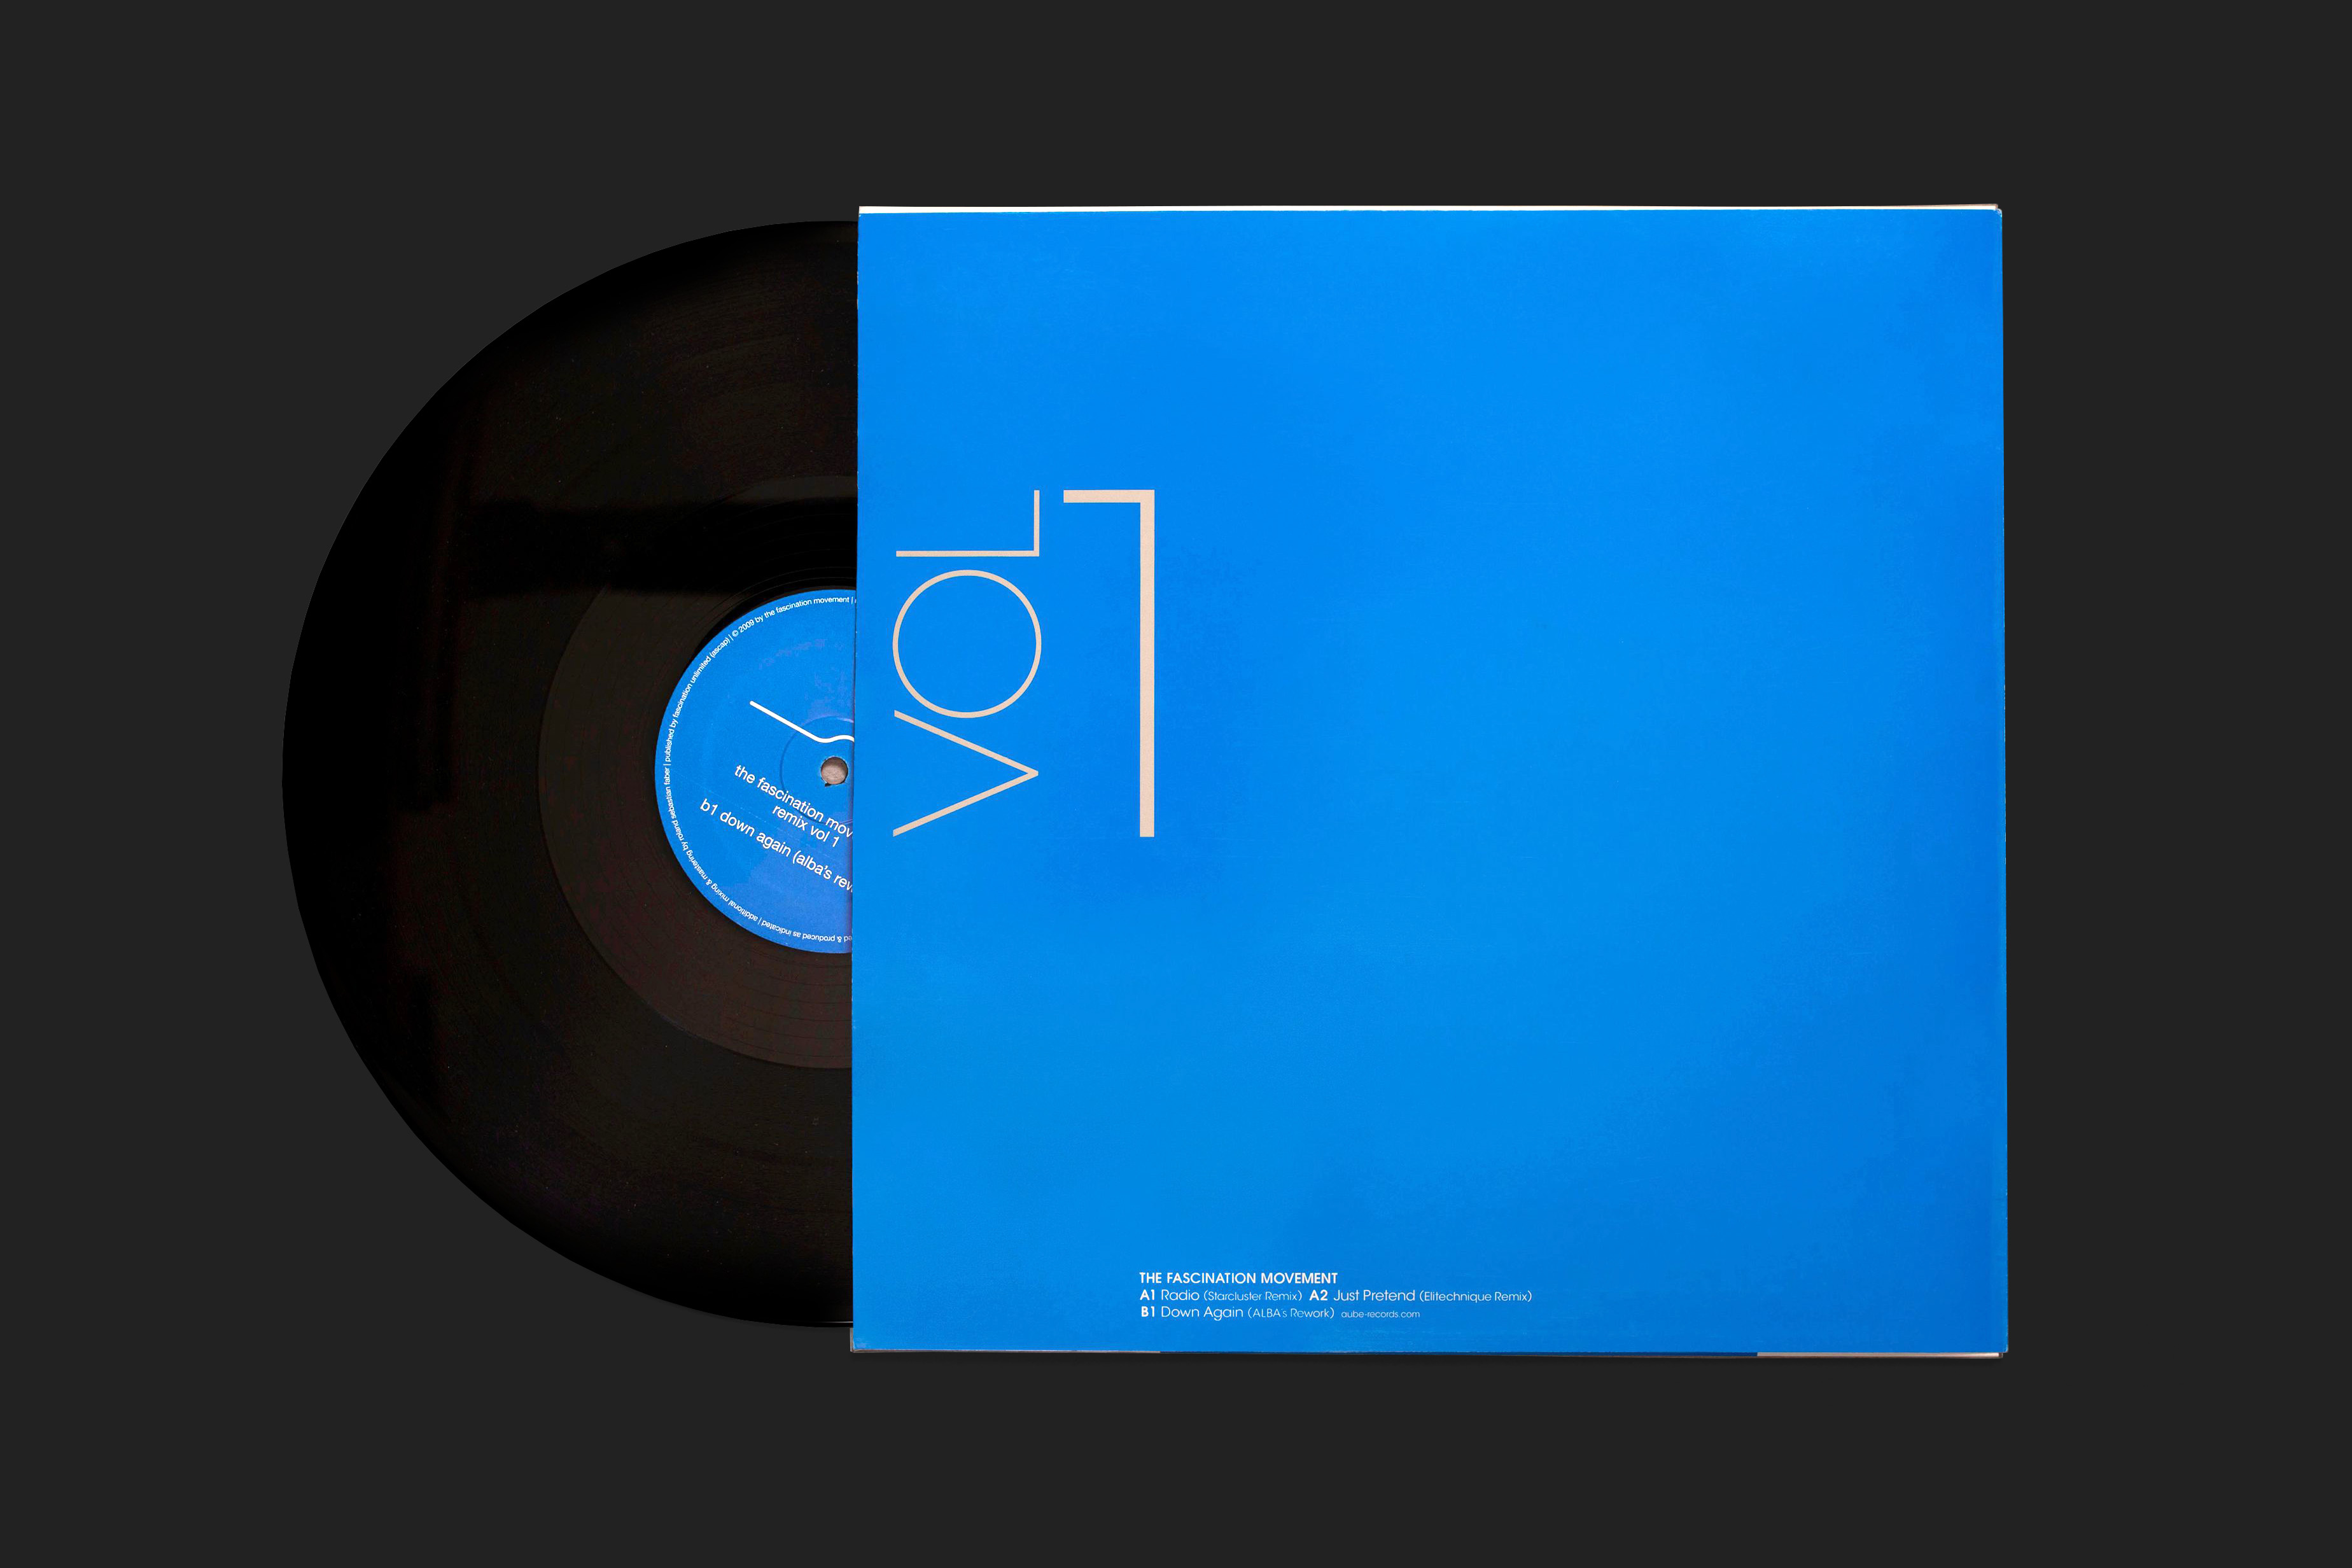 VOL
1
THE FASCINATION MOVEMENT
A1 Radio (Starcluster Remix) A2 Just Pretend (Elitechnique Remix)
B1 Down Again (ALBA's Rework) aube-records.com
the fascination mov
remix vol 1
b1 down again (alba's rew
ed & produced as indicated | additional mixing & mastering by roland sebastian faber | published by fascination unlimited (ascap) | © 2009 by the fascination movement |